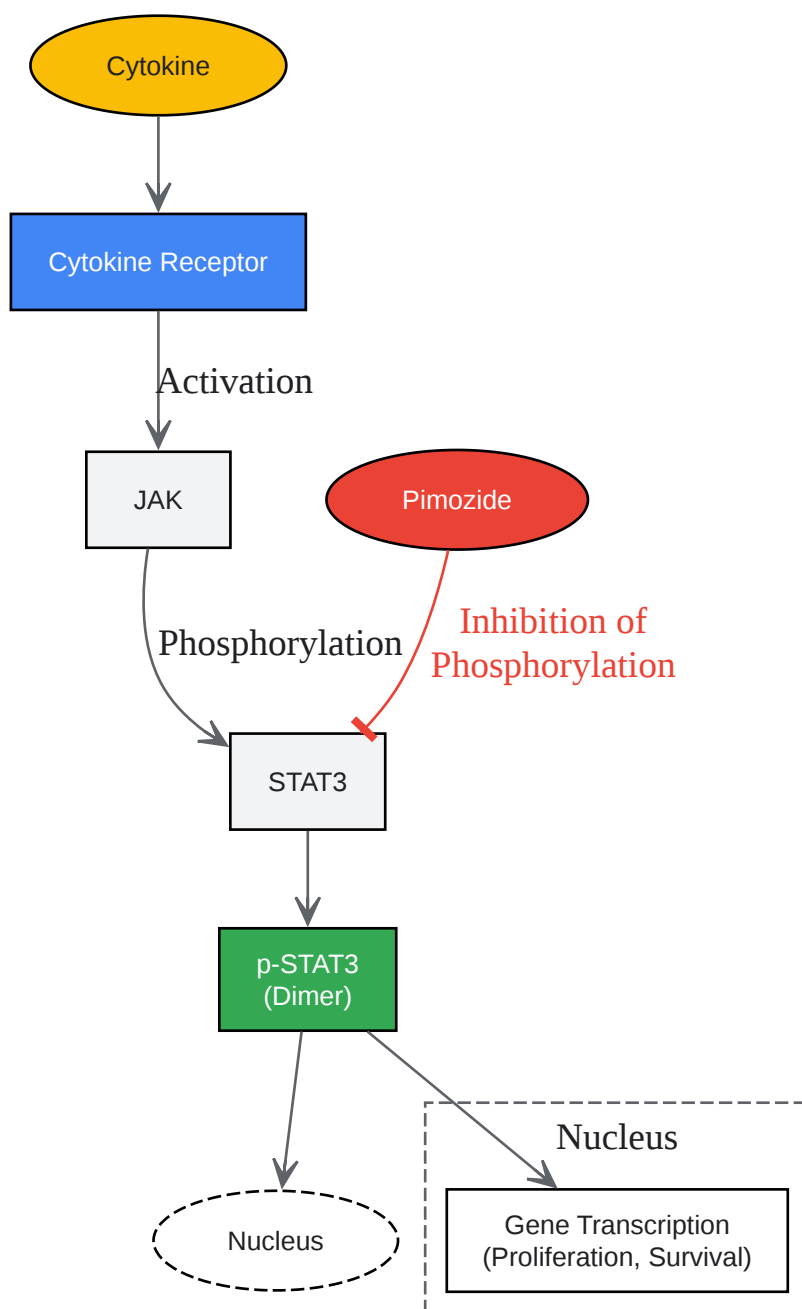 Cytokine
Cytokine Receptor
Activation
JAK
Pimozide
Phosphorylation
Inhibition of
Phosphorylation
STAT3
p-STAT3
(Dimer)
Nucleus
Nucleus
Gene Transcription
(Proliferation, Survival)